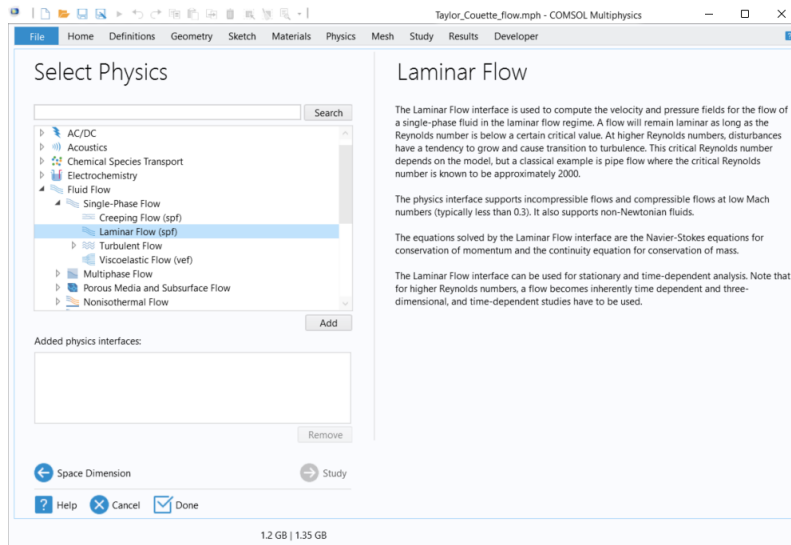 Taylor_Couette_flow.mph - COMSOL Multiphysics
File Home Definitions Geometry Sketch Materials Physics Mesh Study Results Developer
Select Physics
Search
AC/DC
Acoustics
Chemical Species Transport
Electrochemistry
Fluid Flow
Single-Phase Flow
Creeping Flow (spf)
Laminar Flow (spf)
Turbulent Flow
Viscoelastic Flow (vef)
Multiphase Flow
Porous Media and Subsurface Flow
Nonisothermal Flow
Add
Added physics interfaces:
Remove
Space Dimension
Study
? Help Cancel Done
Laminar Flow
The Laminar Flow interface is used to compute the velocity and pressure fields for the flow of
a single-phase fluid in the laminar flow regime. A flow will remain laminar as long as the
Reynolds number is below a certain critical value. At higher Reynolds numbers, disturbances
have a tendency to grow and cause transition to turbulence. This critical Reynolds number
depends on the model, but a classical example is pipe flow where the critical Reynolds
number is known to be approximately 2000.
The physics interface supports incompressible flows and compressible flows at low Mach
numbers (typically less than 0.3). It also supports non-Newtonian fluids.
The equations solved by the Laminar Flow interface are the Navier-Stokes equations for
conservation of momentum and the continuity equation for conservation of mass.
The Laminar Flow interface can be used for stationary and time-dependent analysis. Note that
for higher Reynolds numbers, a flow becomes inherently time dependent and three-
dimensional, and time-dependent studies have to be used.
1.2 GB | 1.35 GB